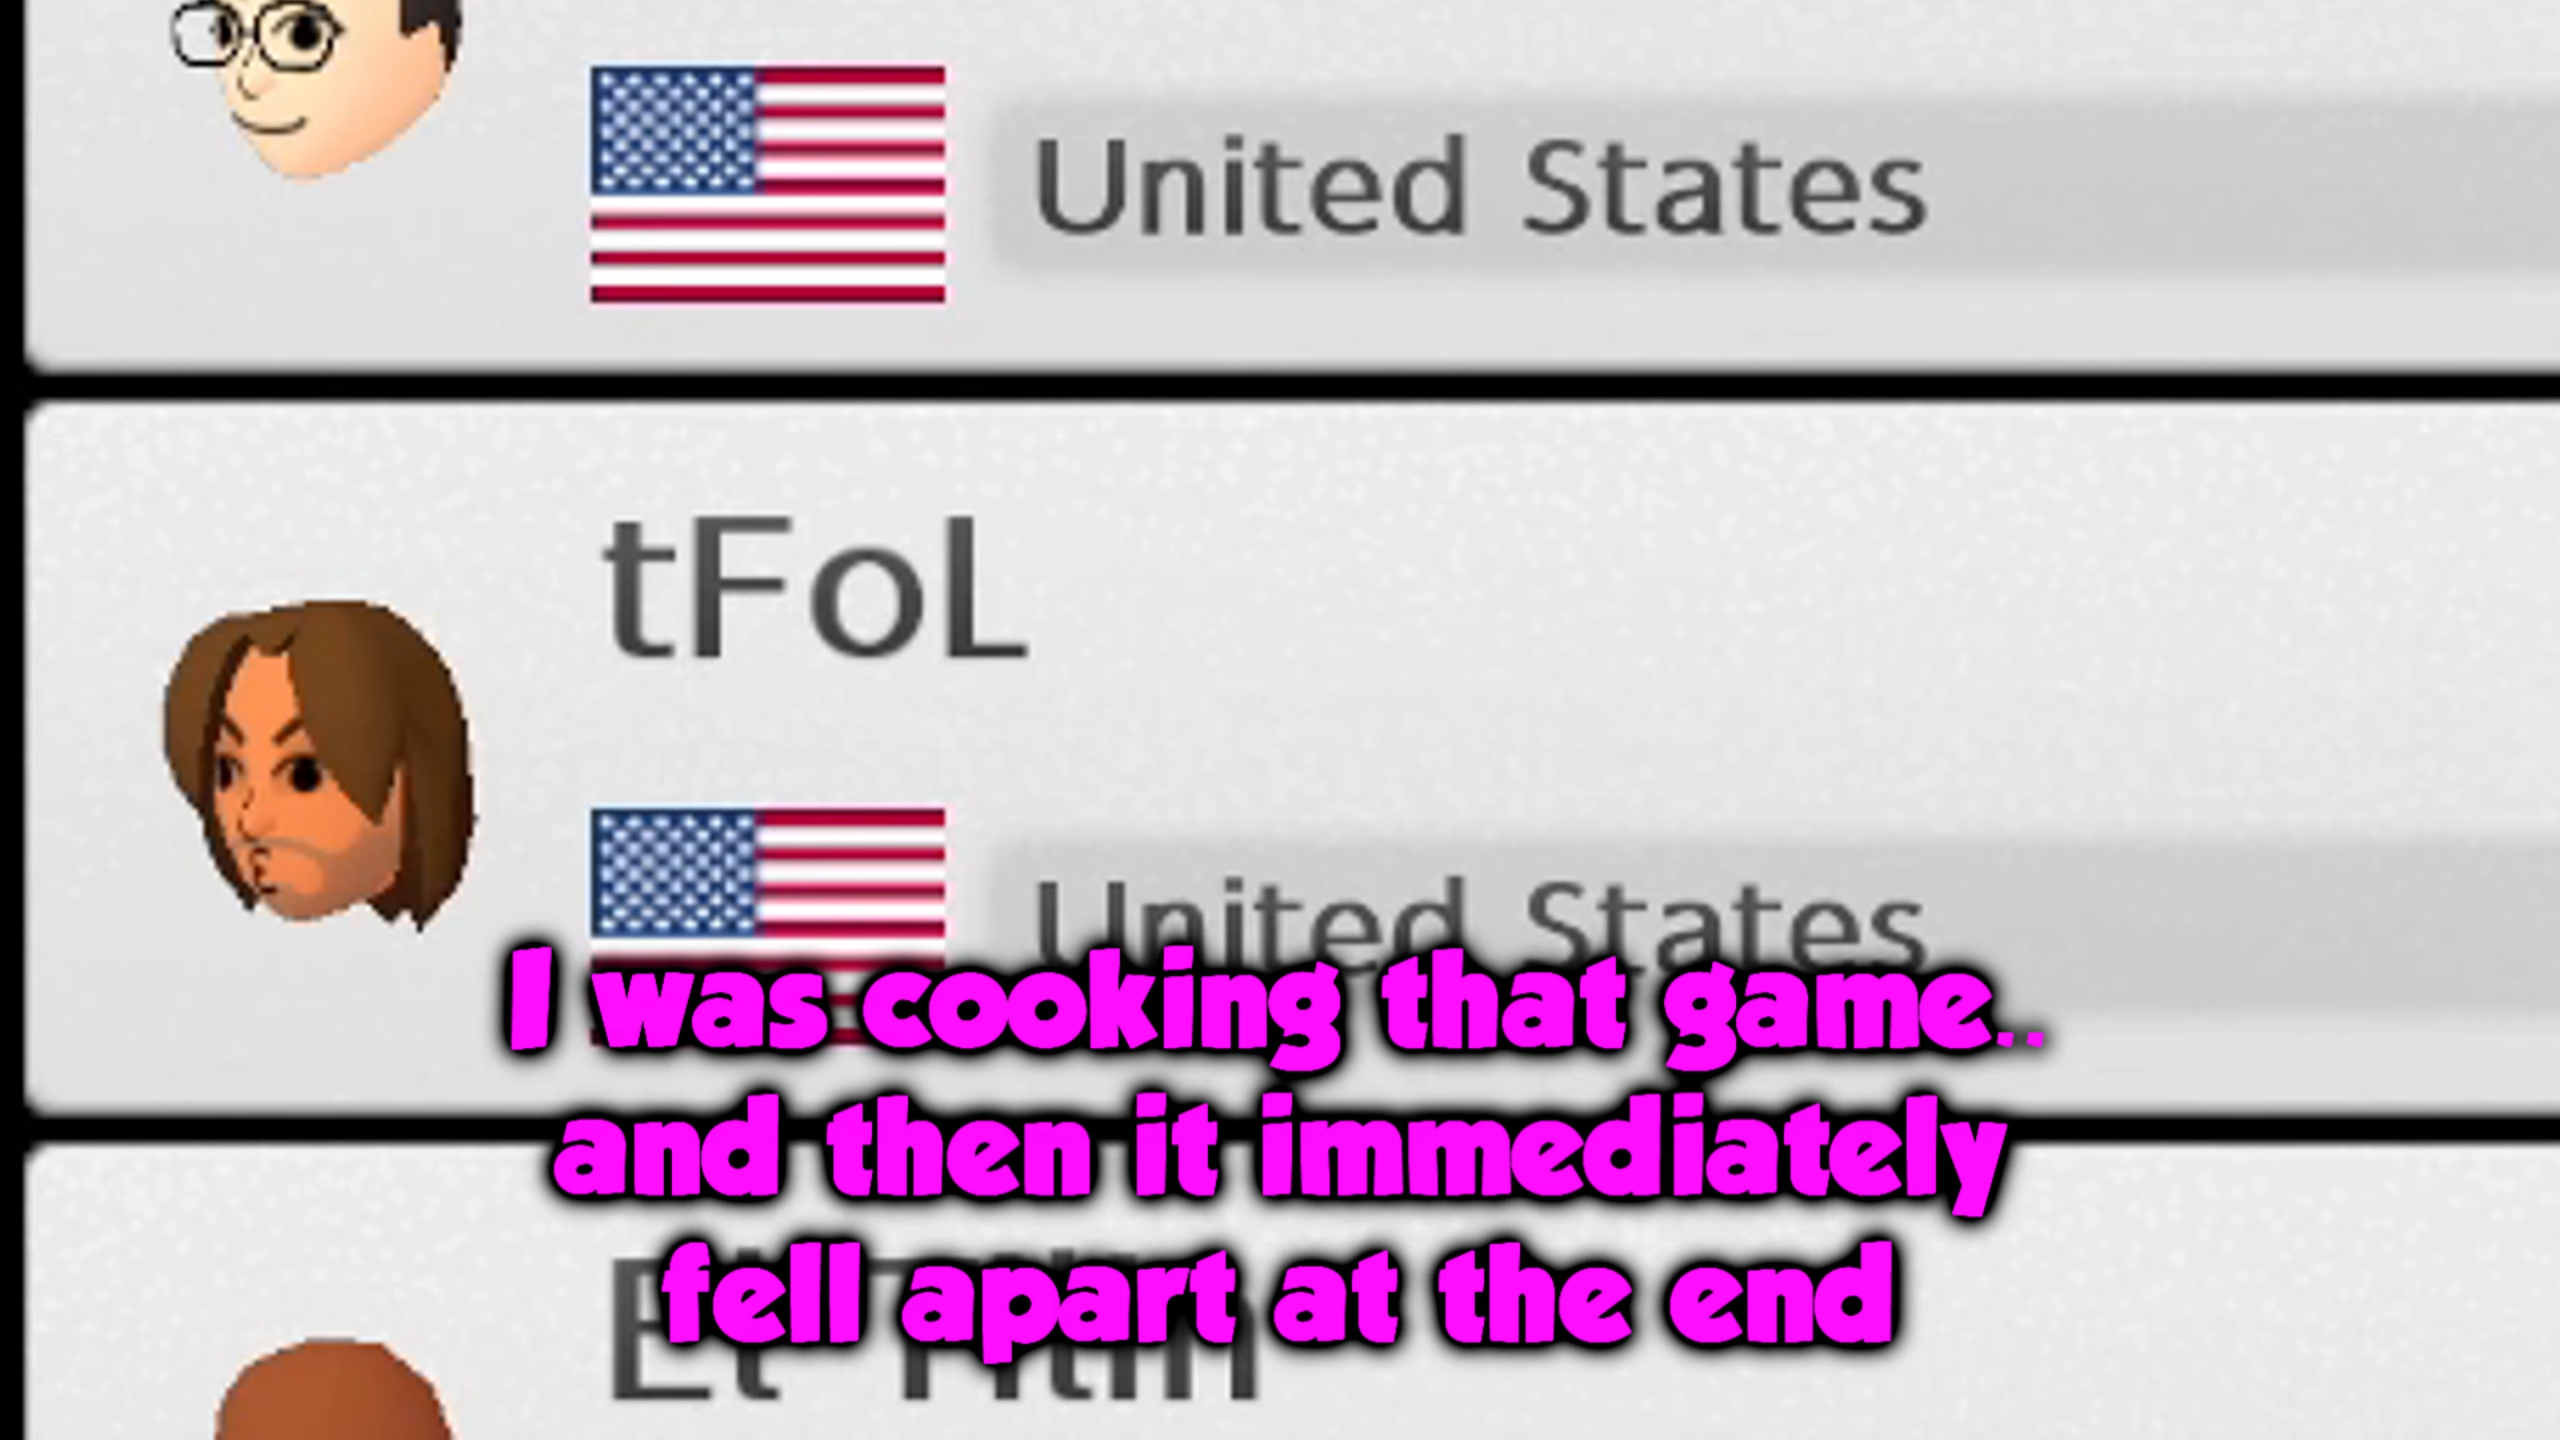 United States
tFoL
United States
I was cooking that game..
and then it immediately
fell apart at the end